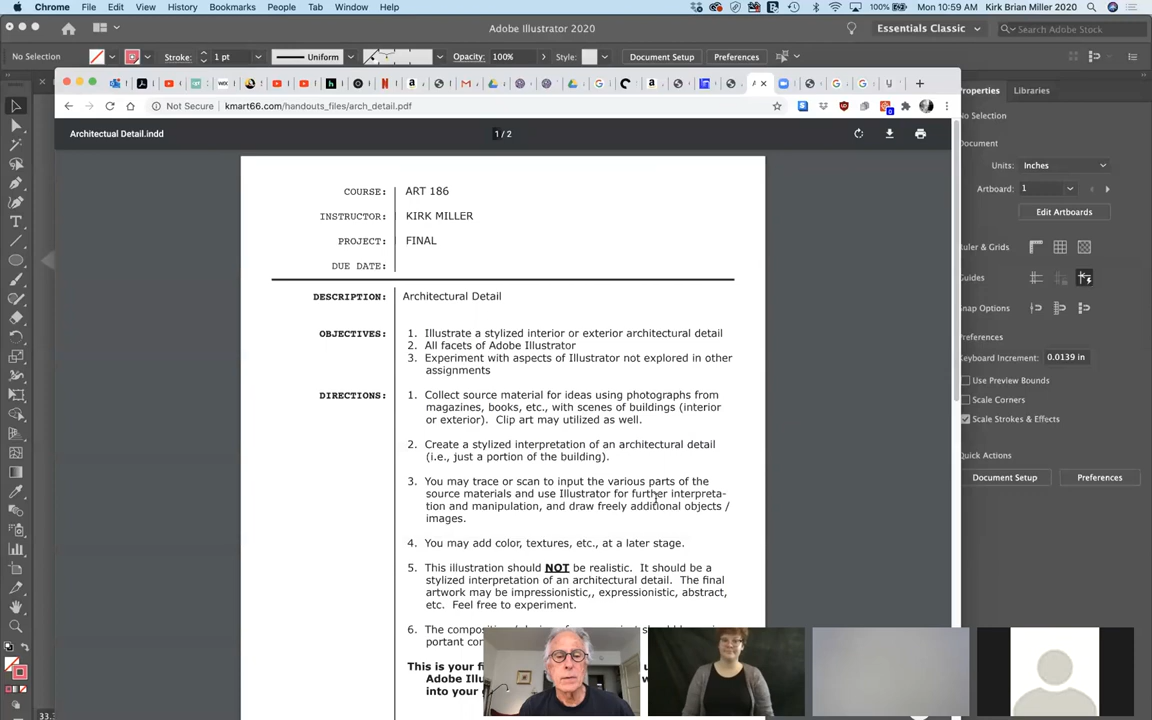 Chrome File Edit View History Bookmarks People Tab Window Help 100% Mon 10:59 Kirk Brian Miller 2020
Adobe Illustrator 2020 Essentials Classic Search Adobe Stock
No Selection Stroke: 1 pt Uniform Opacity: 100% Style: Document Setup Preferences
Not Secure kmart66.com/handouts_files/arch_detail.pdf
Properties Libraries
No Selection
Architectual Detail.indd 1 / 2
Document
Units: Inches
Artboard: 1
Edit Artboards
Ruler & Grids
Guides
Snap Options
Preferences
Keyboard Increment: 0.0139 in
Use Preview Bounds
Scale Corners
Scale Strokes & Effects
Quick Actions
Document Setup Preferences
COURSE: ART 186
INSTRUCTOR: KIRK MILLER
PROJECT: FINAL
DUE DATE:
DESCRIPTION: Architectural Detail
OBJECTIVES: 1. Illustrate a stylized interior or exterior architectural detail
2. All facets of Adobe Illustrator
3. Experiment with aspects of Illustrator not explored in other
assignments
DIRECTIONS: 1. Collect source material for ideas using photographs from
magazines, books, etc., with scenes of buildings (interior
or exterior). Clip art may utilized as well.
2. Create a stylized interpretation of an architectural detail
(i.e., just a portion of the building).
3. You may trace or scan to input the various parts of the
source materials and use Illustrator for further interpreta-
tion and manipulation, and draw freely additional objects /
images.
4. You may add color, textures, etc., at a later stage.
5. This illustration should NOT be realistic. It should be a
stylized interpretation of an architectural detail. The final
artwork may be impressionistic,, expressionistic, abstract,
etc. Feel free to experiment.
6. The
portant
This is your
Adobe
into your